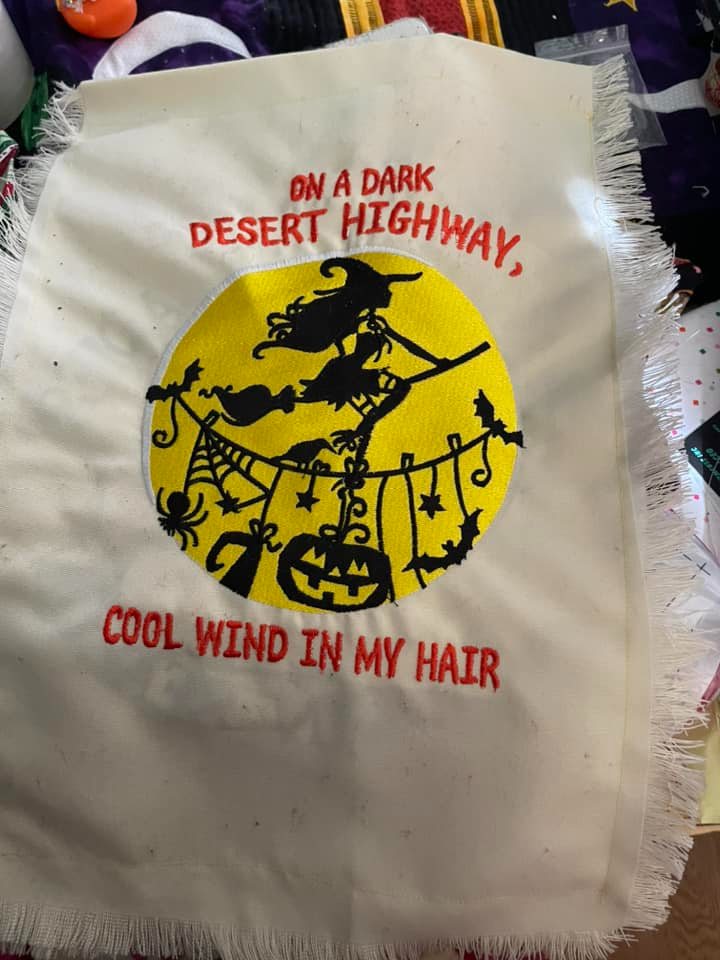 ON A DARK
DESERT HIGHWAY,
COOL WIND IN MY HAIR